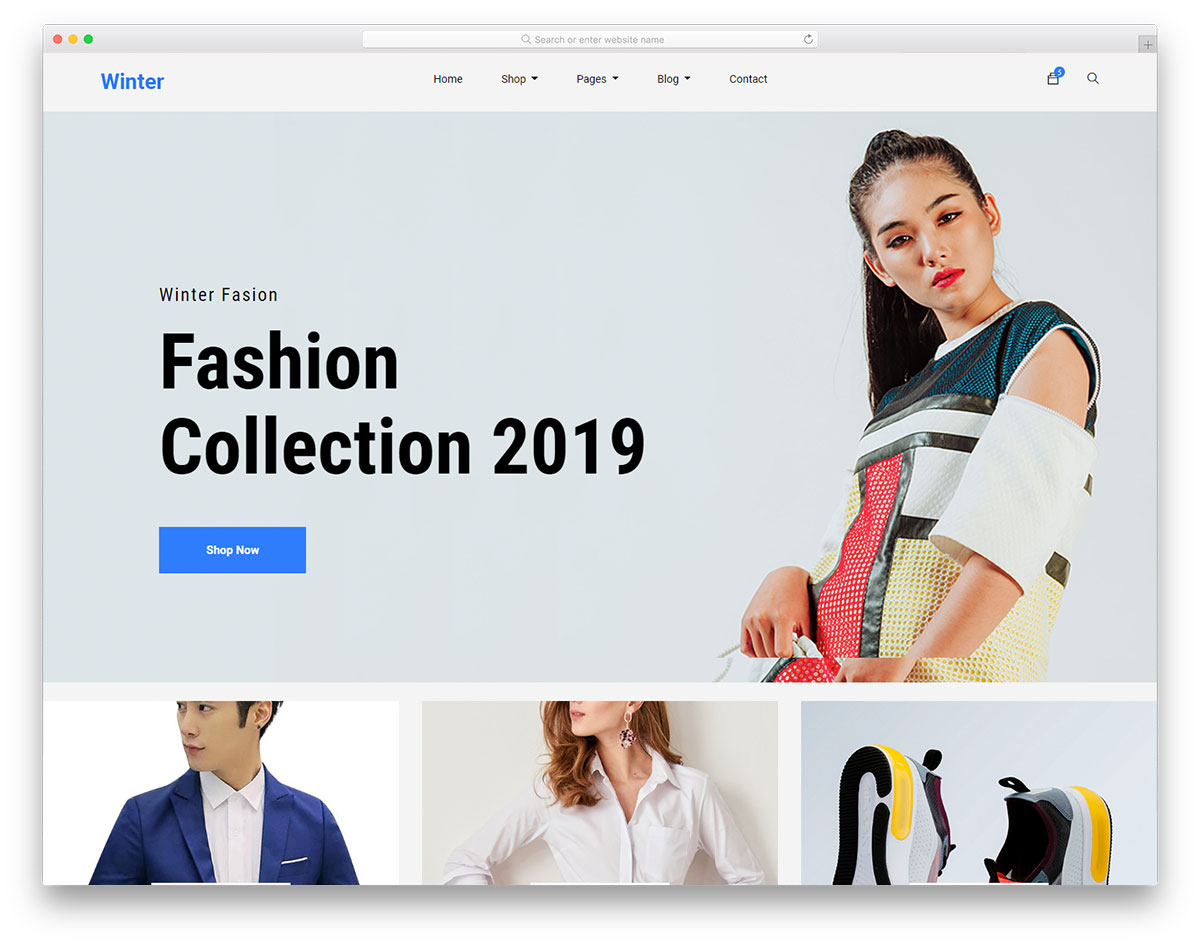 Search or enter website name
Winter
Home
Shop
Pages
Blog
Contact
5
Winter Fasion
Fashion
Collection 2019
Shop Now